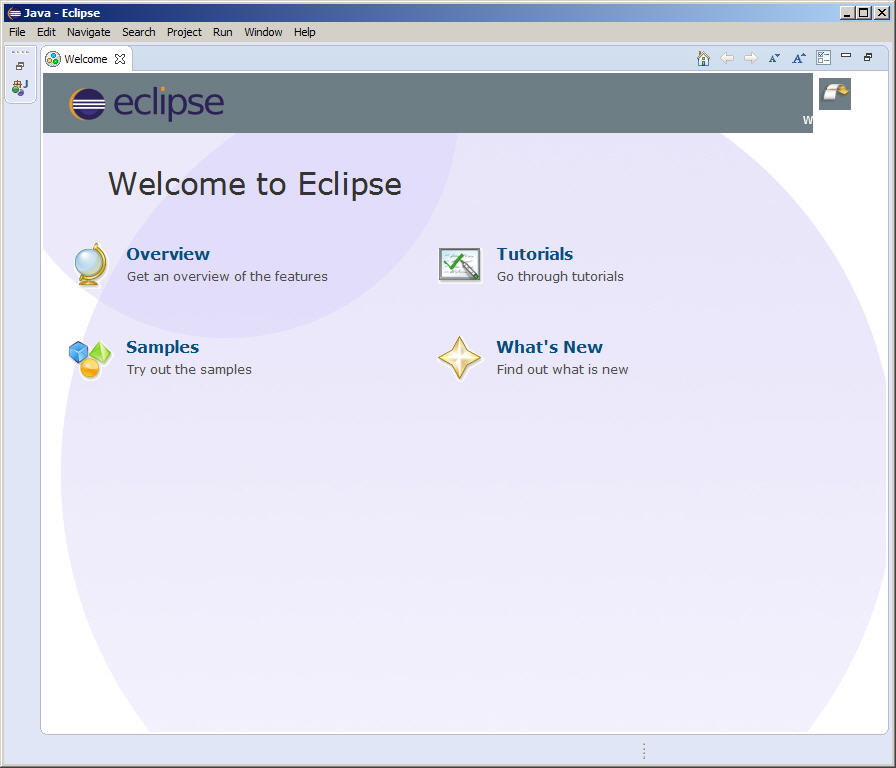 Java - Eclipse
File Edit Navigate Search Project Run Window Help
Welcome
eclipse
W
Welcome to Eclipse
Overview
Get an overview of the features
Tutorials
Go through tutorials
Samples
Try out the samples
What's New
Find out what is new